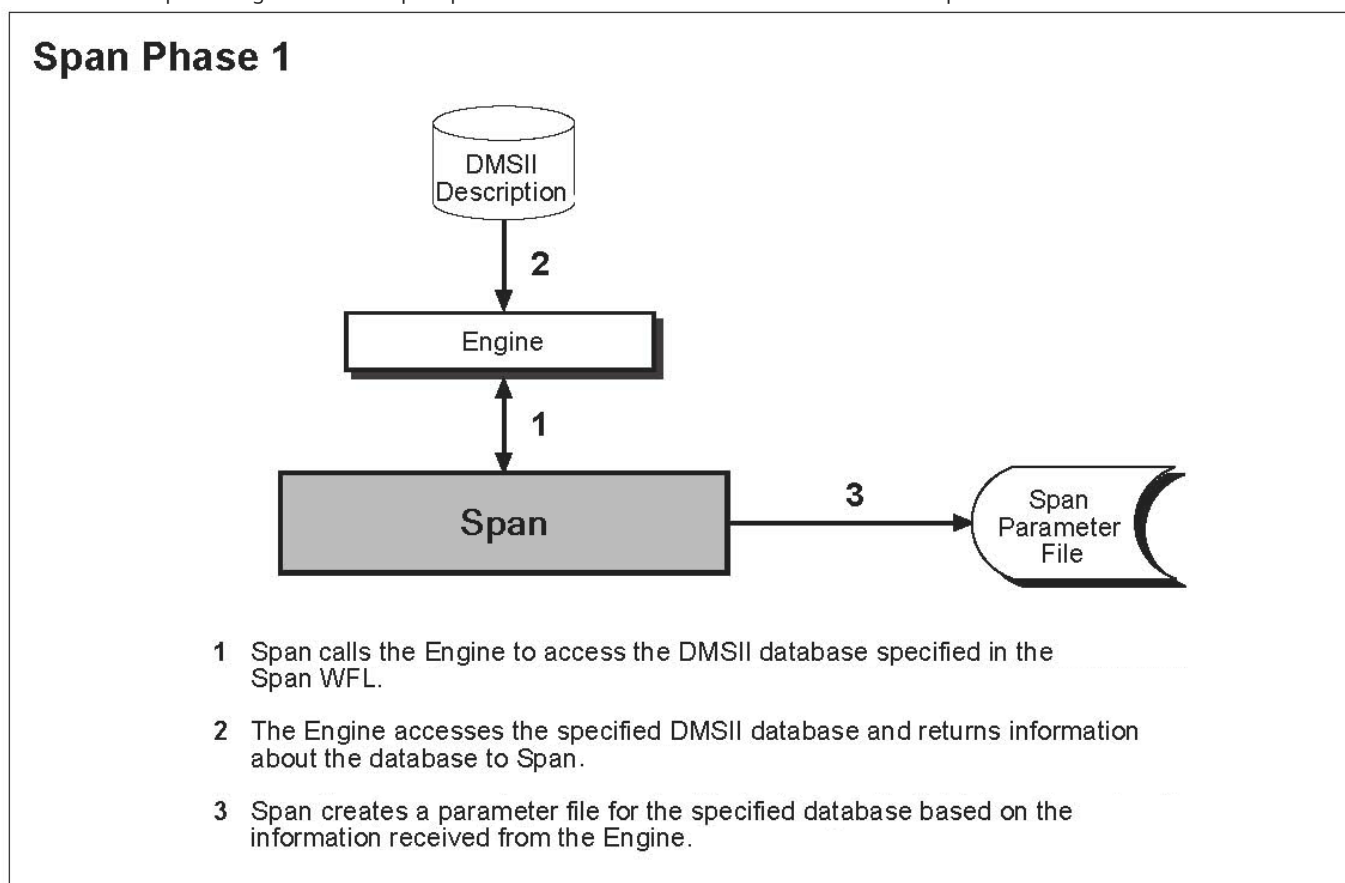 Span Phase 1
DMSII
Description
2
Engine
1
Span
3
Span
Parameter
File
1 Span calls the Engine to access the DMSII database specified in the
Span WFL.
2 The Engine accesses the specified DMSII database and returns information
about the database to Span.
3 Span creates a parameter file for the specified database based on the
information received from the Engine.